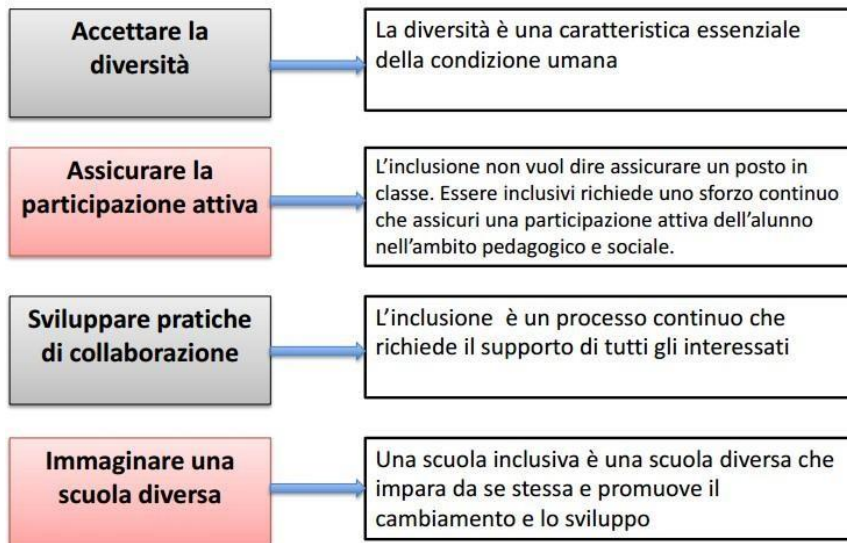 Accettare la
diversità
La diversità è una caratteristica essenziale
della condizione umana
Assicurare la
participazione attiva
L'inclusione non vuol dire assicurare un posto in
classe. Essere inclusivi richiede uno sforzo continuo
che assicuri una participazione attiva dell'alunno
nell'ambito pedagogico e sociale.
Sviluppare pratiche
di collaborazione
L'inclusione è un processo continuo che
richiede il supporto di tutti gli interessati
Immaginare una
scuola diversa
Una scuola inclusiva è una scuola diversa che
impara da se stessa e promuove il
cambiamento e lo sviluppo